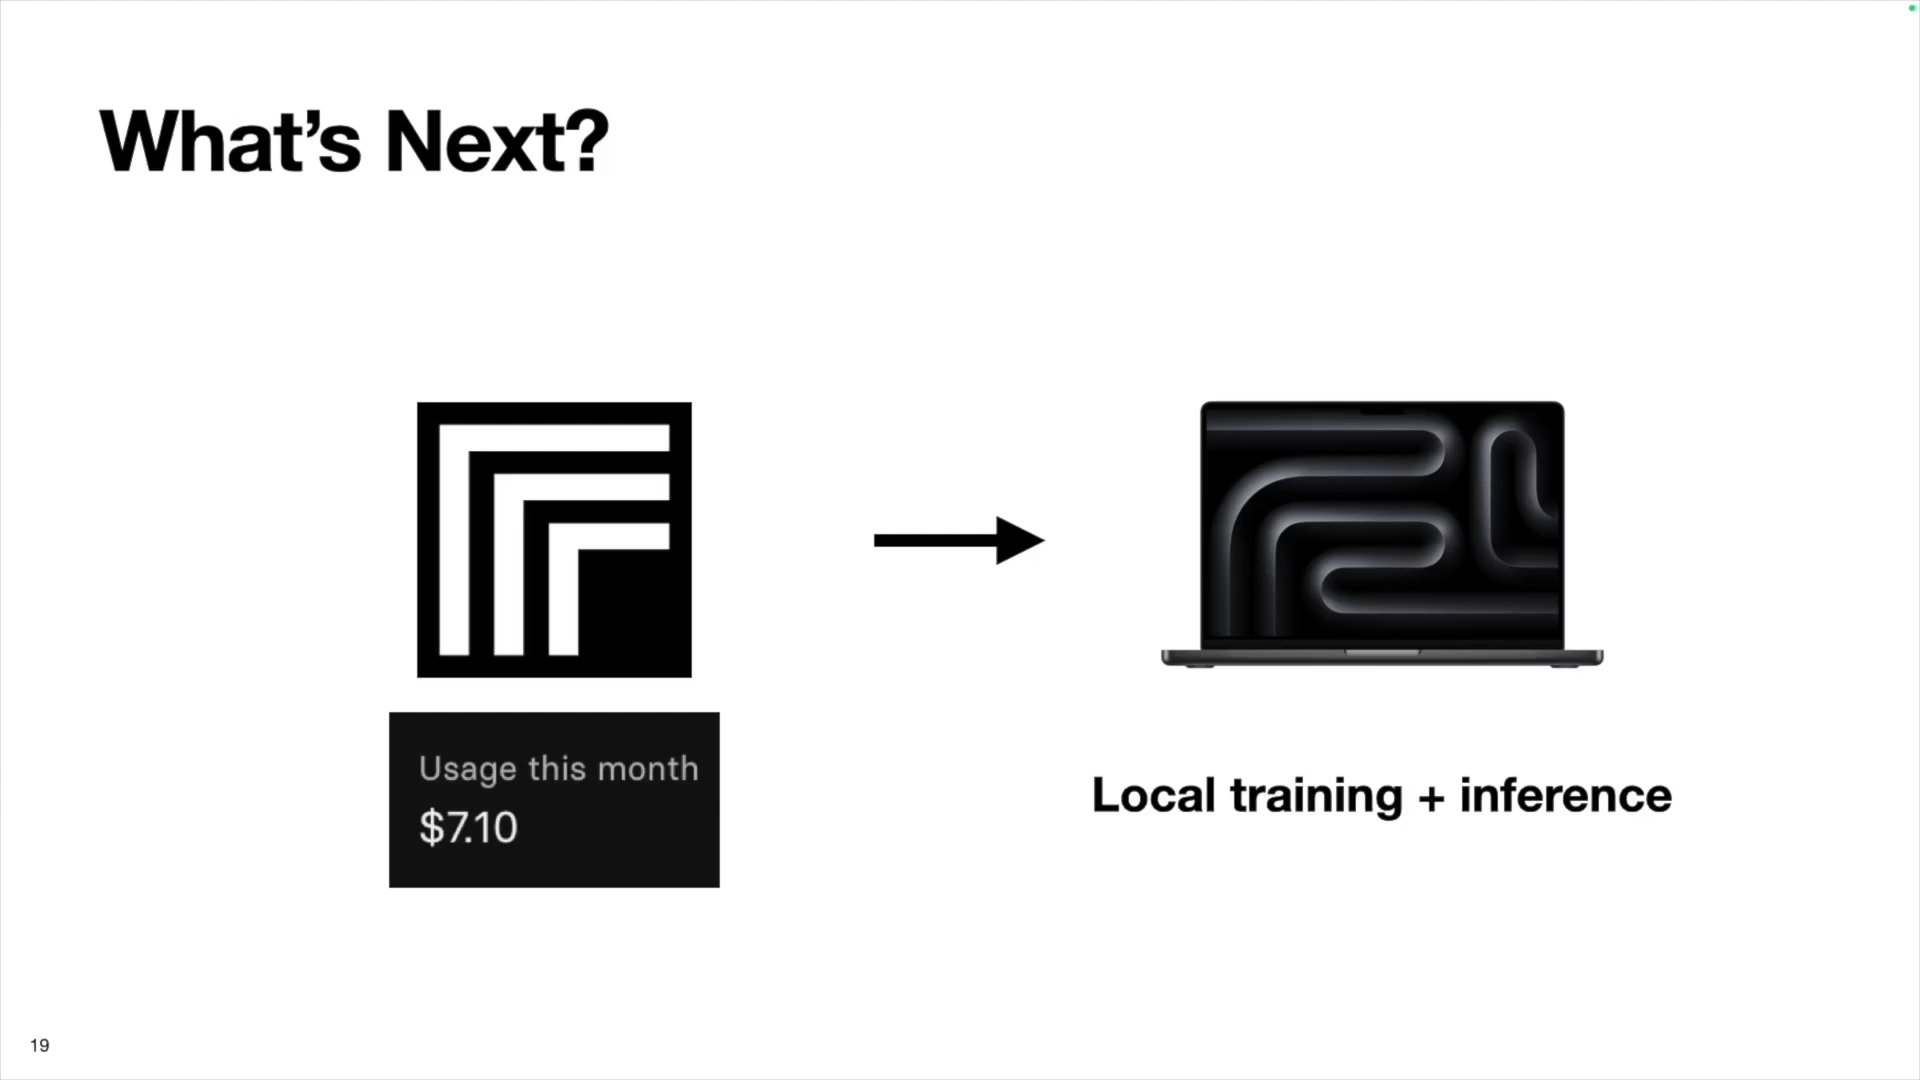 What’s Next?
Usage this month
$7.10
Local training + inference
19